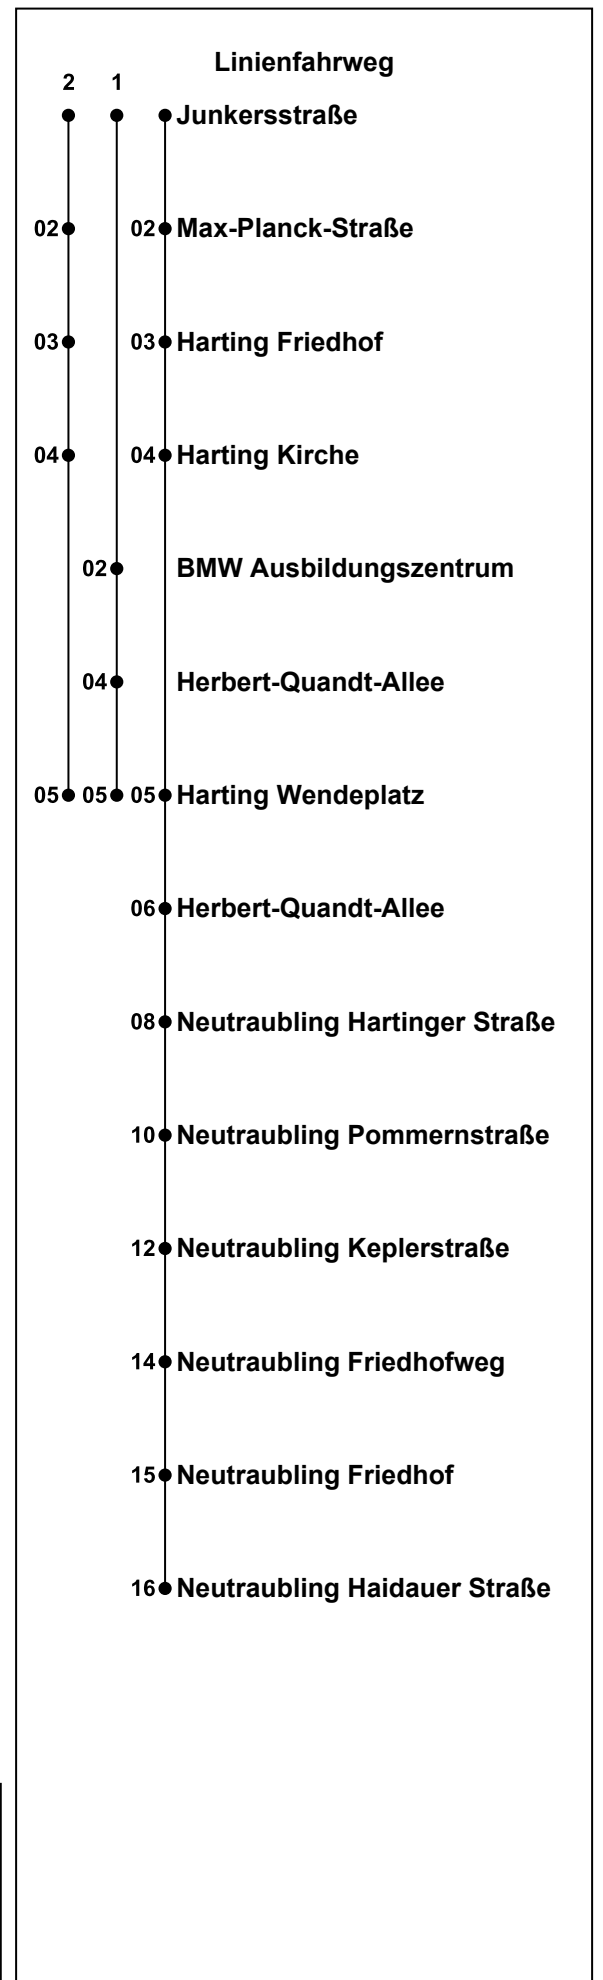 Linienfahrweg
2 1
Junkersstraße
02 02 Max-Planck-Straße
03 03 Harting Friedhof
04 04 Harting Kirche
02 BMW Ausbildungszentrum
04 Herbert-Quandt-Allee
05 05 05 Harting Wendeplatz
06 Herbert-Quandt-Allee
08 Neutraubling Hartinger Straße
10 Neutraubling Pommernstraße
12 Neutraubling Keplerstraße
14 Neutraubling Friedhofweg
15 Neutraubling Friedhof
16 Neutraubling Haidauer Straße